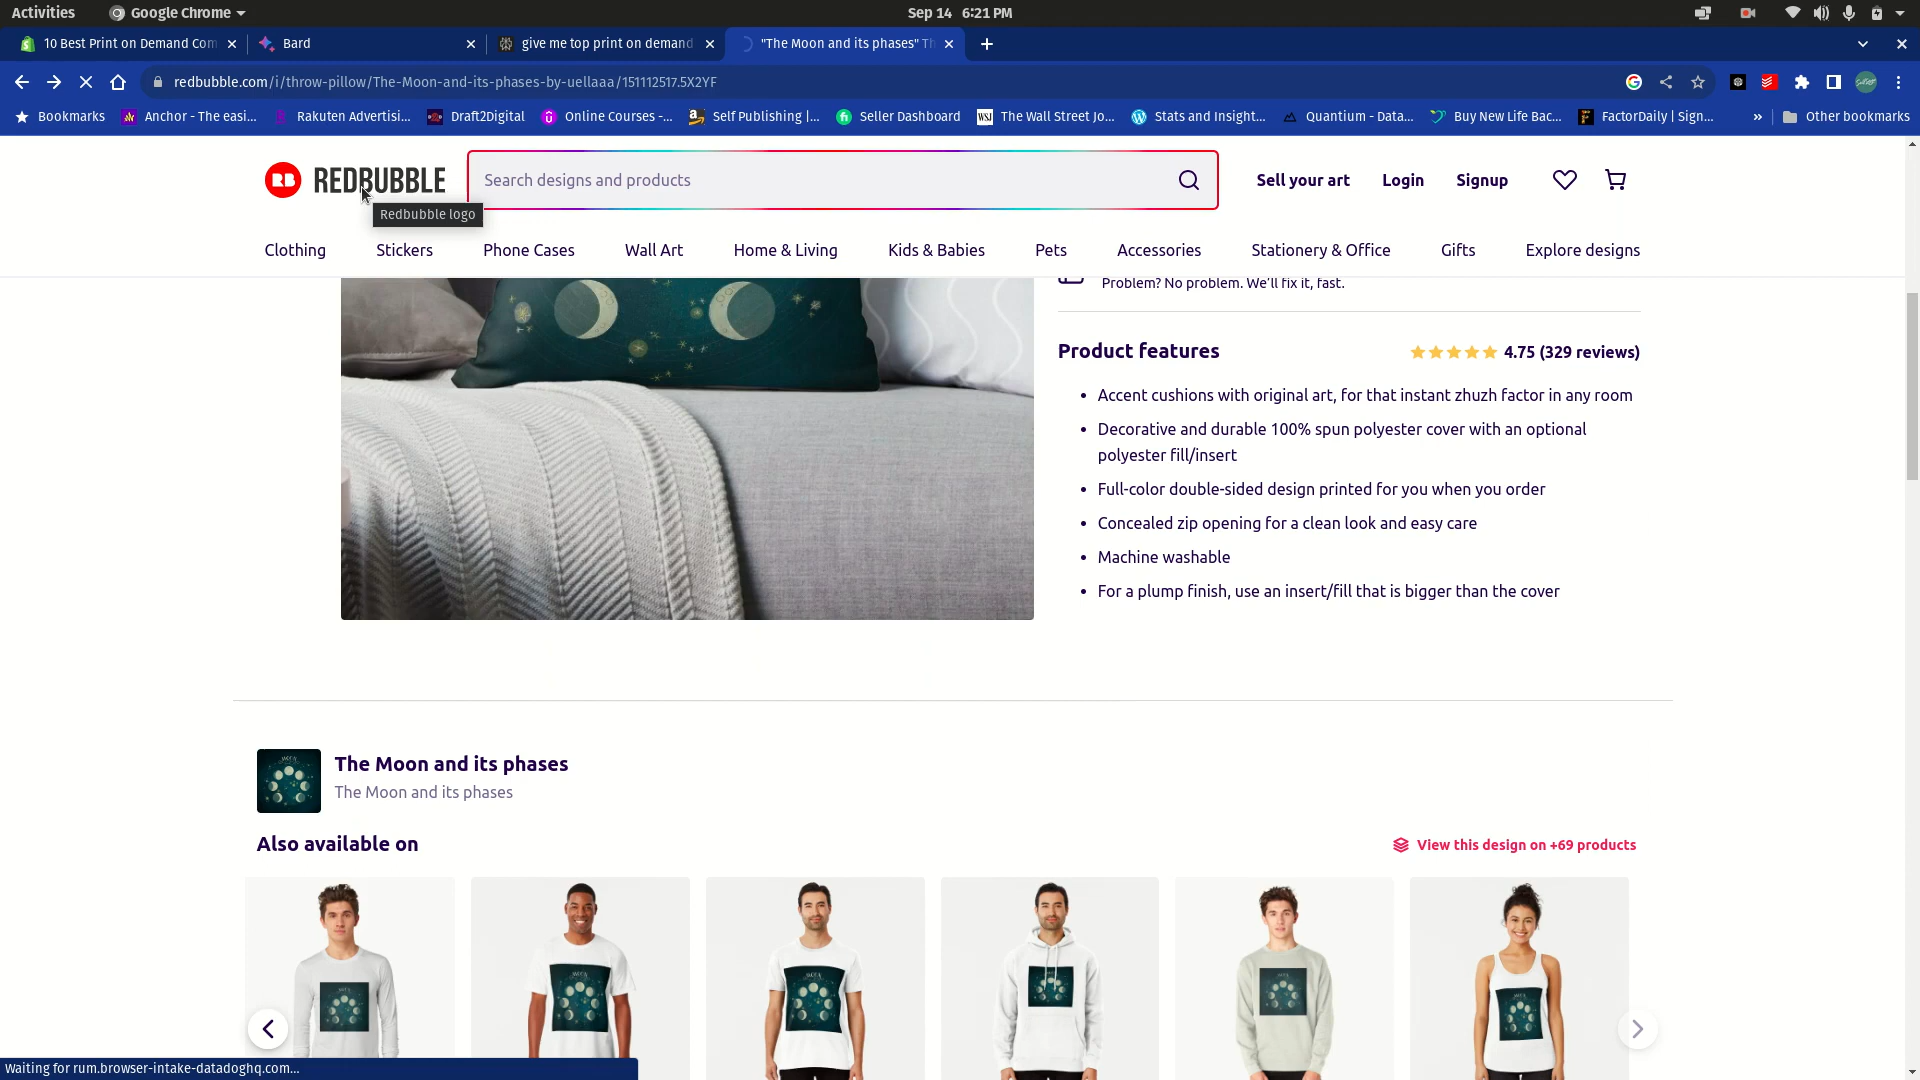 Activities
Google Chrome
Sep 14 6:21 PM
10 Best Print on Demand Com
Bard
give me top print on demand
"The Moon and its phases" Th
redbubble.com/i/throw-pillow/The-Moon-and-its-phases-by-uellaaa/151112517.5X2YF
Bookmarks
Anchor - The easi...
Rakuten Advertisi...
Draft2Digital
Online Courses -...
Self Publishing |...
Seller Dashboard
The Wall Street Jo...
Stats and Insight...
Quantium - Data...
Buy New Life Bac...
FactorDaily | Sign...
»
Other bookmarks
RB REDBUBBLE
Search designs and products
Sell your art
Login
Signup
Redbubble logo
Clothing
Stickers
Phone Cases
Wall Art
Home & Living
Kids & Babies
Pets
Accessories
Stationery & Office
Gifts
Explore designs
Problem? No problem. We'll fix it, fast.
Product features
4.75 (329 reviews)
• Accent cushions with original art, for that instant zhuzh factor in any room
• Decorative and durable 100% spun polyester cover with an optional
polyester fill/insert
• Full-color double-sided design printed for you when you order
• Concealed zip opening for a clean look and easy care
• Machine washable
• For a plump finish, use an insert/fill that is bigger than the cover
The Moon and its phases
The Moon and its phases
Also available on
View this design on +69 products
Waiting for rum.browser-intake-datadoghq.com...